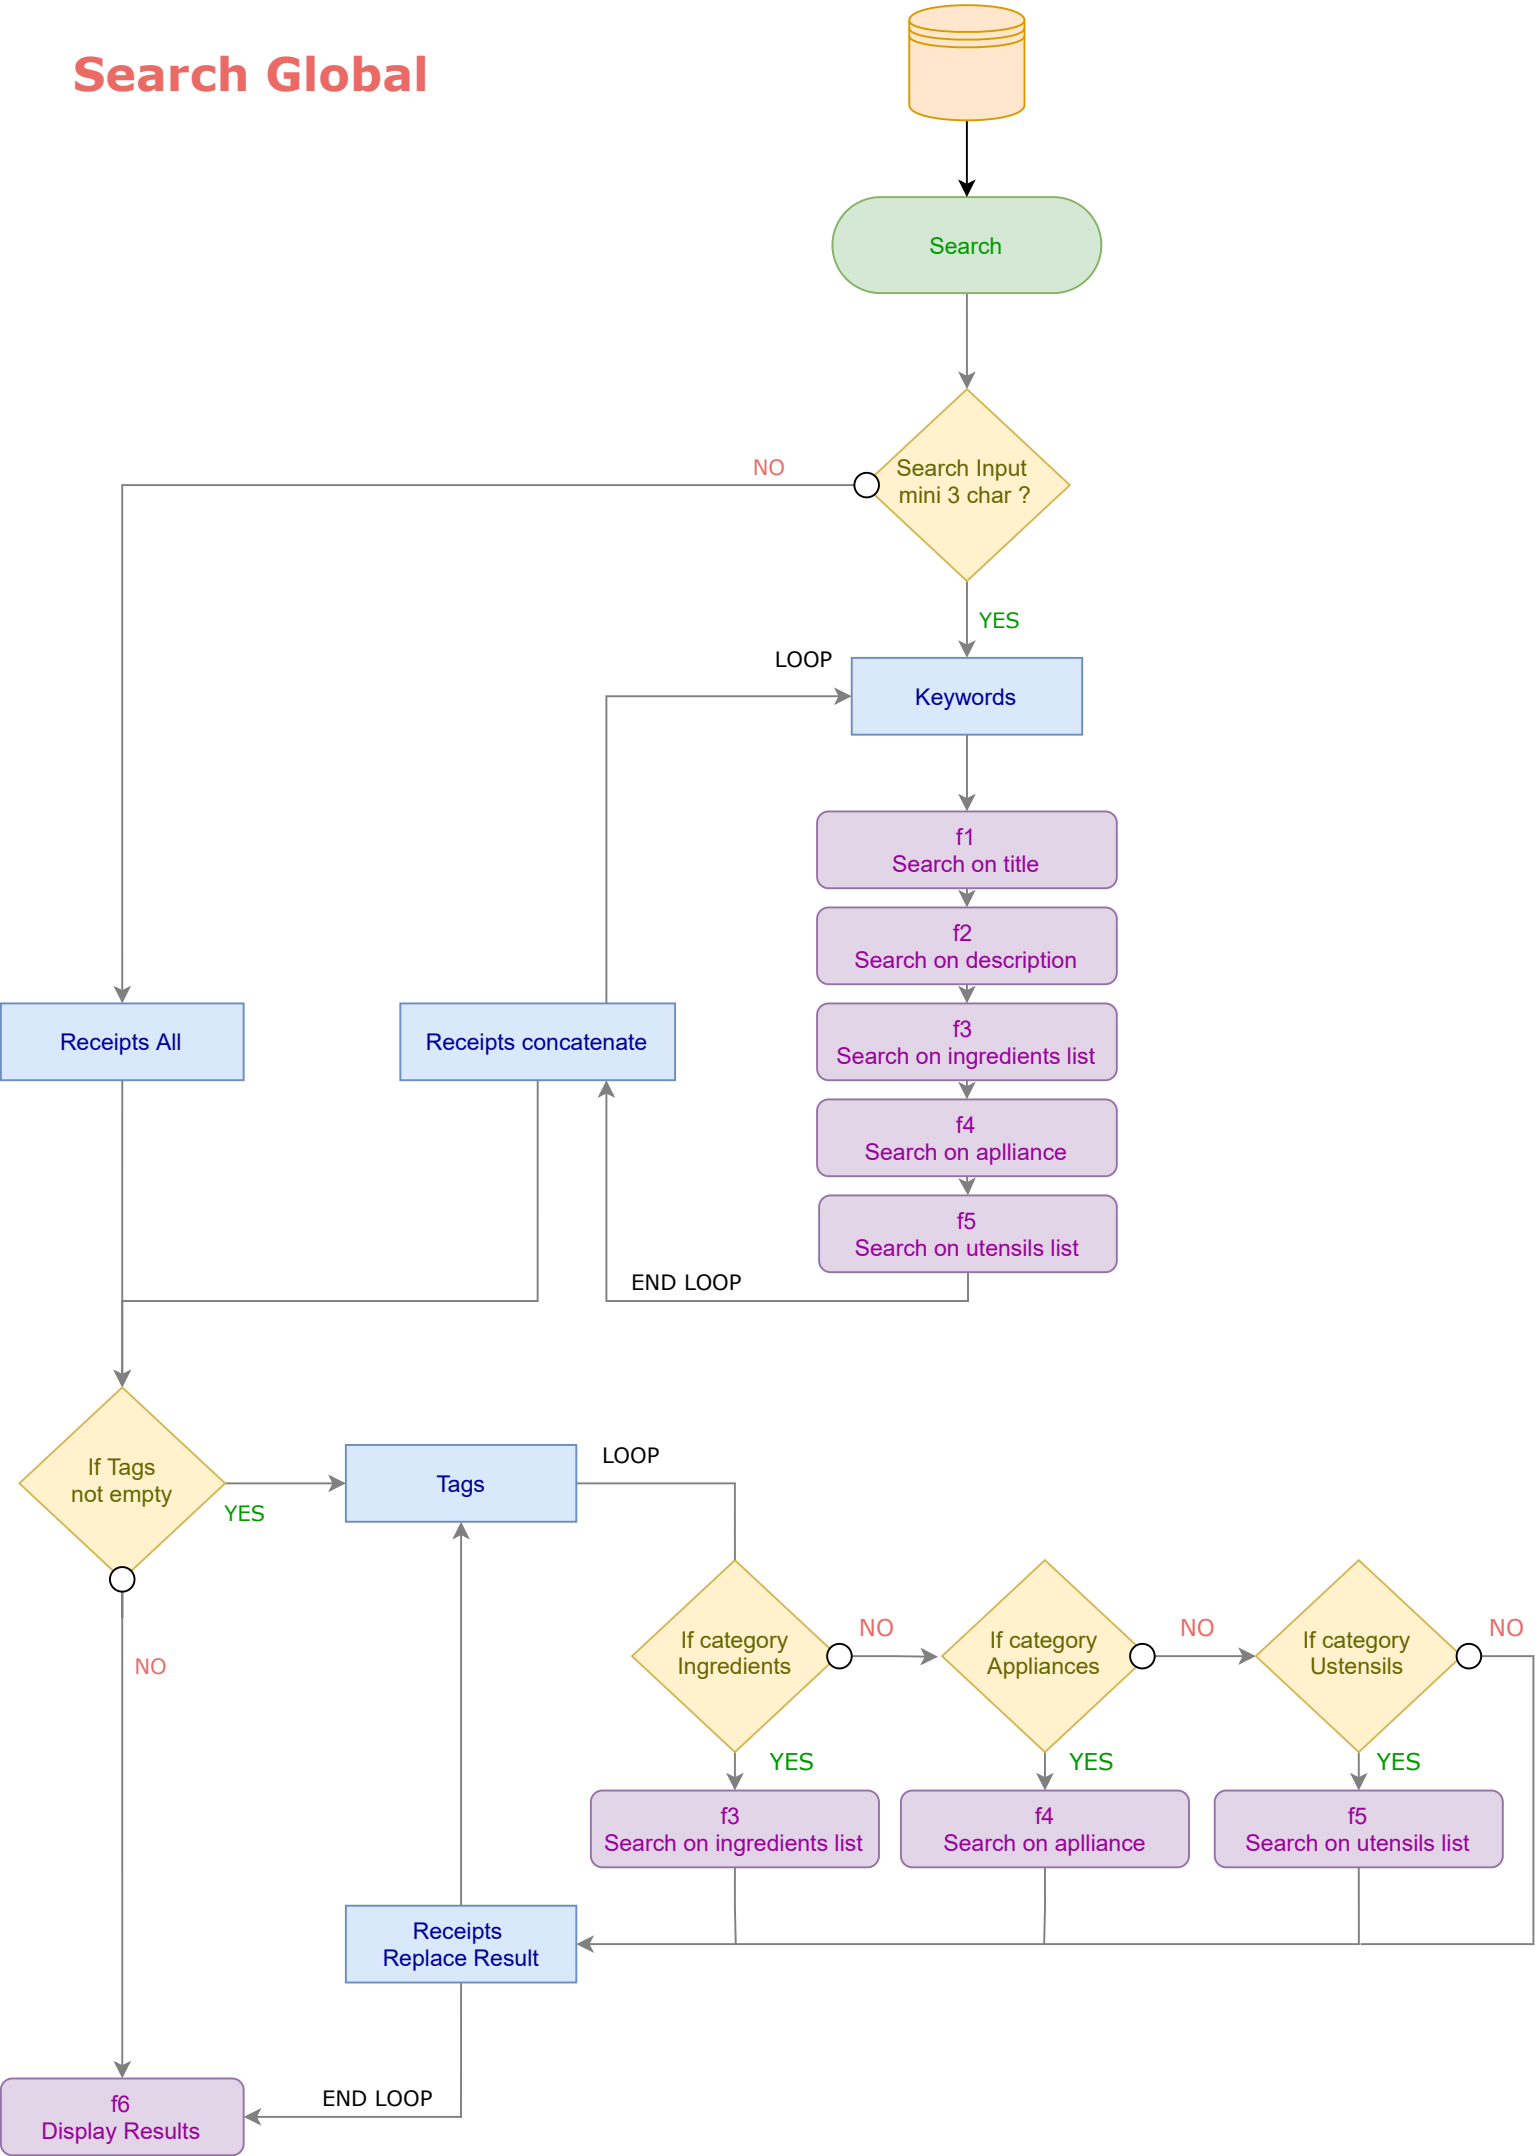 Search Global
Search
NO
Search Input
mini 3 char ?
YES
LOOP
Keywords
f1
Search on title
f2
Search on description
Receipts All
Receipts concatenate
f3
Search on ingredients list
f4
Search on aplliance
f5
Search on utensils list
END LOOP
If Tags
not empty
YES
NO
Tags
LOOP
If category
Ingredients
NO
If category
Appliances
NO
If category
Ustensils
NO
YES
YES
YES
f3
Search on ingredients list
f4
Search on aplliance
f5
Search on utensils list
Receipts
Replace Result
END LOOP
f6
Display Results